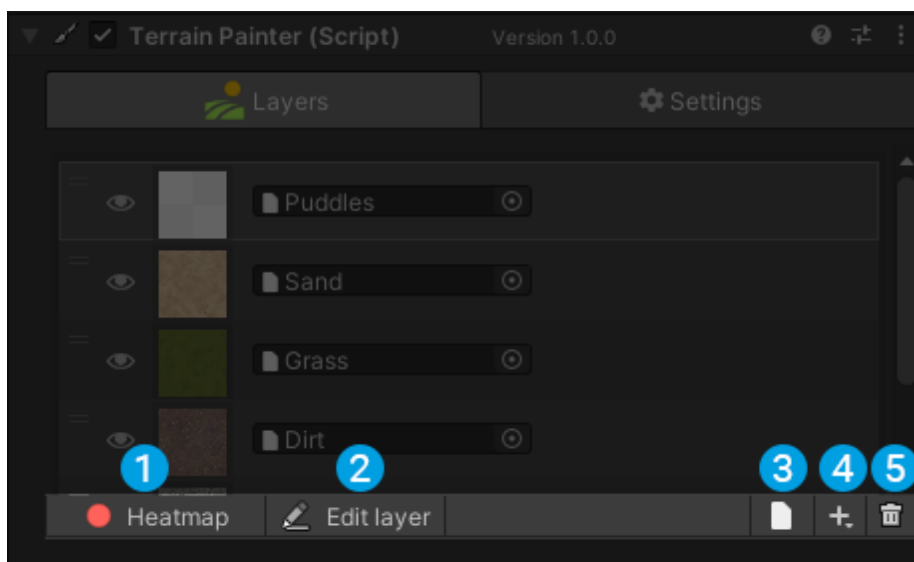 Terrain Painter (Script) Version 1.0.0
Layers Settings
Puddles
Sand
Grass
Dirt
1 2 3 4 5
Heatmap Edit layer